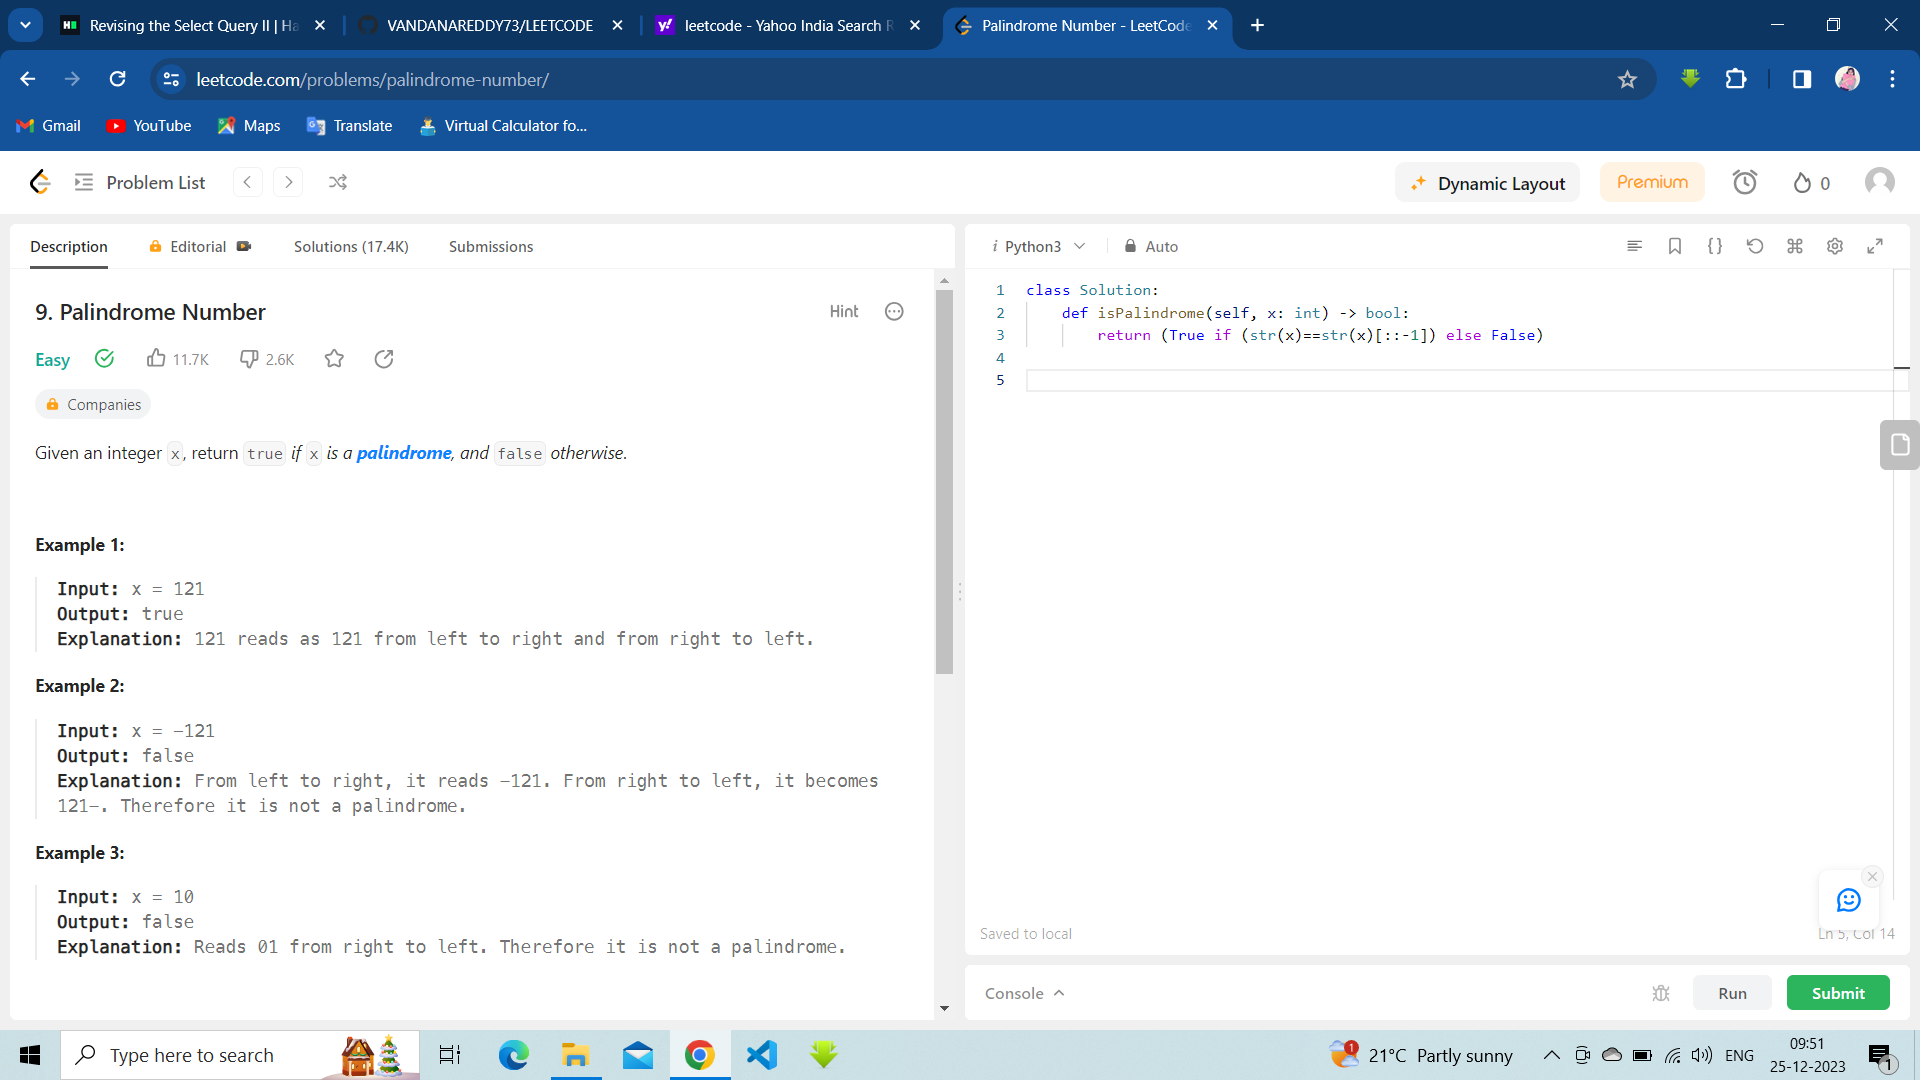 Revising the Select Query II | Ha
VANDANAREDDY73/LEETCODE
leetcode - Yahoo India Search R
Palindrome Number - LeetCode
leetcode.com/problems/palindrome-number/
Gmail
YouTube
Maps
Translate
Virtual Calculator fo...
Problem List
Dynamic Layout
Premium
0
Description
Editorial
Solutions (17.4K)
Submissions
i Python3
Auto
9. Palindrome Number
Hint
Easy
11.7K
2.6K
Companies
Given an integer x, return true if x is a palindrome, and false otherwise.
Example 1:
Input: x = 121
Output: true
Explanation: 121 reads as 121 from left to right and from right to left.
Example 2:
Input: x = -121
Output: false
Explanation: From left to right, it reads -121. From right to left, it becomes
121-. Therefore it is not a palindrome.
Example 3:
Input: x = 10
Output: false
Explanation: Reads 01 from right to left. Therefore it is not a palindrome.
1 class Solution:
2 def isPalindrome(self, x: int) -> bool:
3 return (True if (str(x)==str(x)[::-1]) else False)
4
5
Saved to local
Ln 5, Col 14
Console
Run
Submit
Type here to search
1
21°C Partly sunny
ENG
09:51
25-12-2023
1